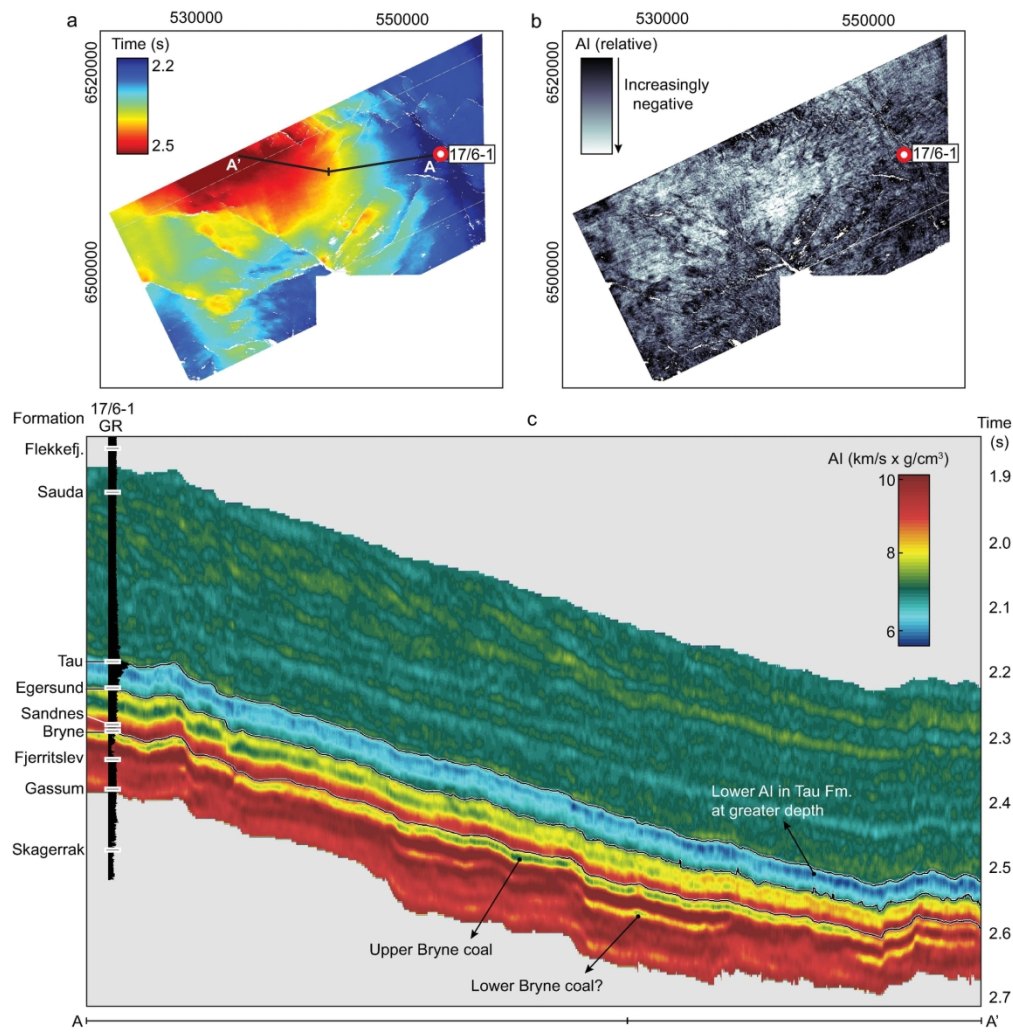 a
530000
550000
6520000
6500000
Time (s)
2.2
2.5
A'
A
17/6-1
b
530000
550000
6520000
6500000
AI (relative)
Increasingly
negative
17/6-1
c
Formation
17/6-1
GR
Flekkefj.
Sauda
Tau
Egersund
Sandnes
Bryne
Fjerritslev
Gassum
Skagerrak
Time
(s)
1.9
2.0
2.1
2.2
2.3
2.4
2.5
2.6
2.7
AI (km/s x g/cm³)
10
8
6
Lower AI in Tau Fm.
at greater depth
Upper Bryne coal
Lower Bryne coal?
A
A'